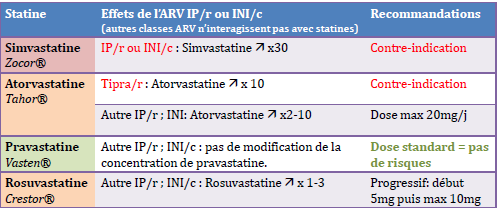 Statine Effets de l'ARV IP/r ou INI/c Recommandations
(autres classes ARV n'interagissent pas avec statines)
Simvastatine IP/r ou INI/c : Simvastatine ↗ x30 Contre-indication
Zocor®
Atorvastatine Tipra/r : Atorvastatine ↗ x 10 Contre-indication
Tahor®
Autre IP/r ; INI: Atorvastatine ↗ x2-10 Dose max 20mg/j
Pravastatine Autre IP/r ; INI/c : pas de modification de la Dose standard = pas
Vasten® concentration de pravastatine. de risques
Rosuvastatine Autre IP/r ; INI/c : Rosuvastatine ↗ x 1-3 Progressif: début
Crestor® 5mg puis max 10mg